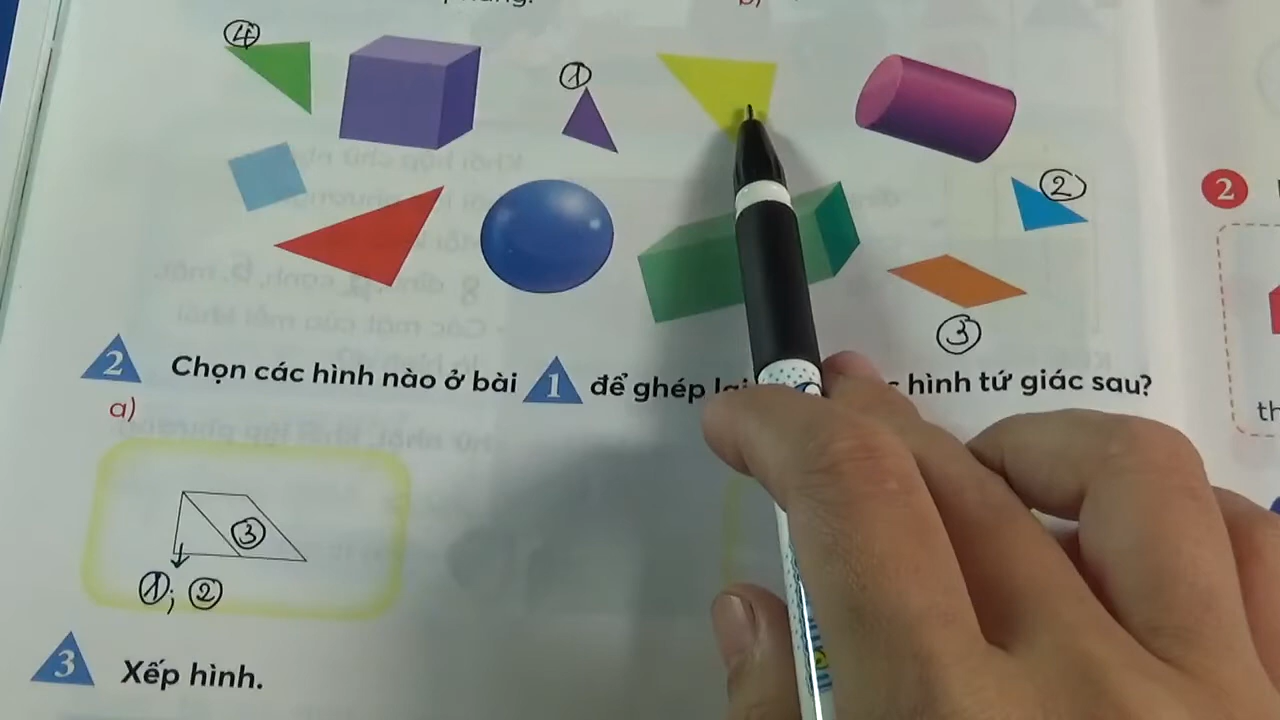 b)
④
①
②
2
③
2 Chọn các hình nào ở bài 1 để ghép lại hình tứ giác sau?
th
a)
③
①; ②
3 Xếp hình.